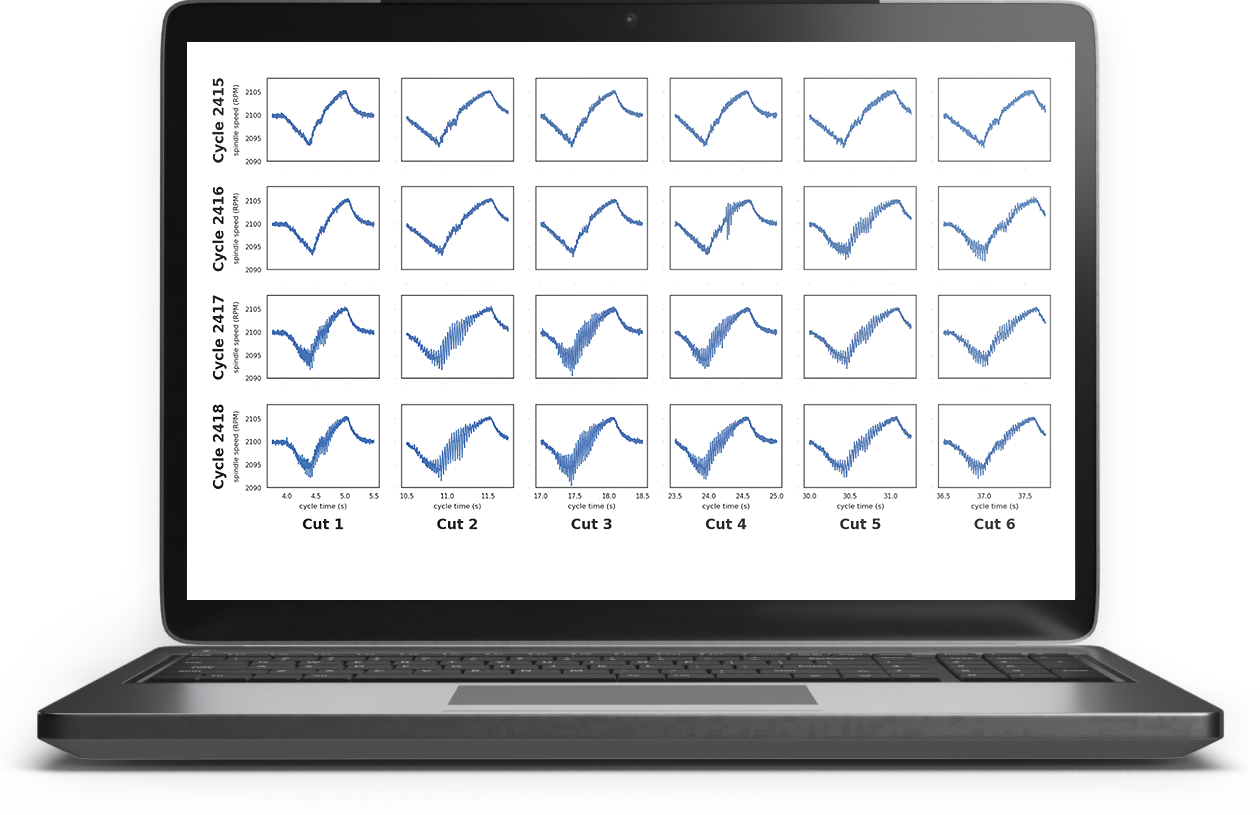 Cycle 2415
spindle speed (RPM)
2105
2100
2095
2090
Cycle 2416
spindle speed (RPM)
2105
2100
2095
2090
Cycle 2417
spindle speed (RPM)
2105
2100
2095
2090
Cycle 2418
spindle speed (RPM)
2105
2100
2095
2090
4.0 4.5 5.0 5.5 10.5 11.0 11.5 17.0 17.5 18.0 18.5 23.5 24.0 24.5 25.0 30.0 30.5 31.0 36.5 37.0 37.5
cycle time (s) cycle time (s) cycle time (s) cycle time (s) cycle time (s) cycle time (s)
Cut 1 Cut 2 Cut 3 Cut 4 Cut 5 Cut 6